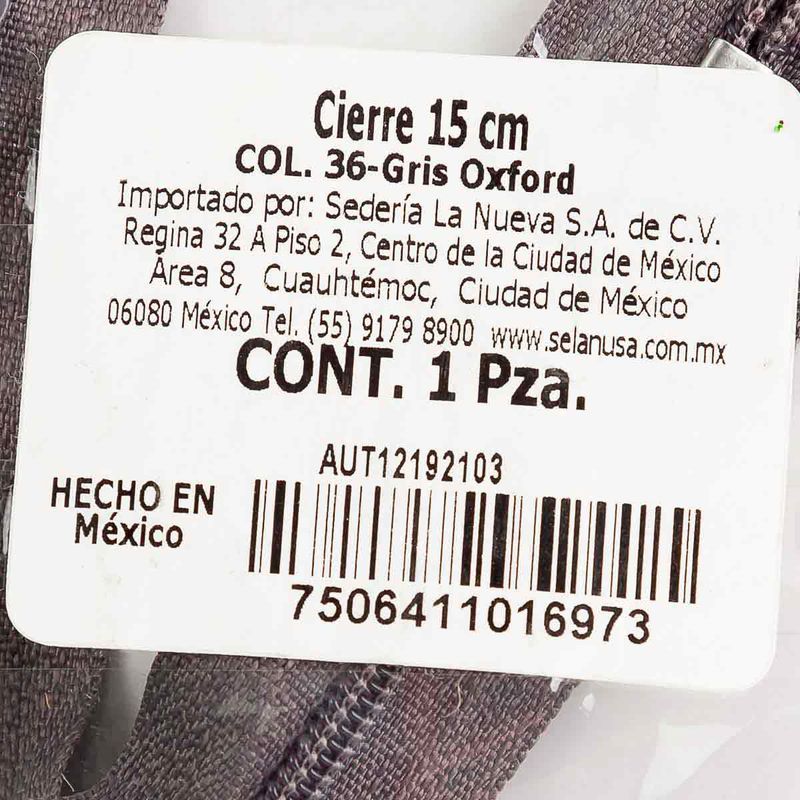 Cierre 15 cm
COL. 36-Gris Oxford
Importado por: Sedería La Nueva S.A. de C.V.
Regina 32 A Piso 2, Centro de la Ciudad de México
Área 8, Cuauhtémoc, Ciudad de México
06080 México Tel. (55) 9179 8900 www.selanusa.com.mx
CONT. 1 Pza.
AUT12192103
HECHO EN
México
7506411016973